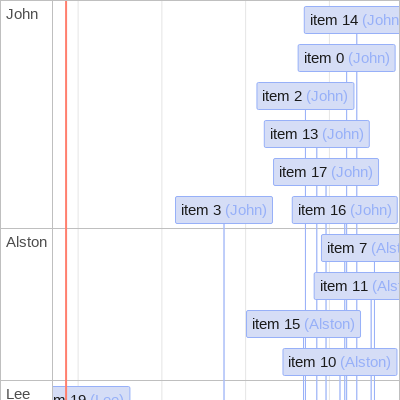 John
item 14 (John
item 0 (John)
item 2 (John)
item 13 (John)
item 17 (John)
item 3 (John) item 16 (John)
Alston
item 7 (Alst
item 11 (Als
item 15 (Alston)
item 10 (Alston)
Lee
m 19 (Lee)